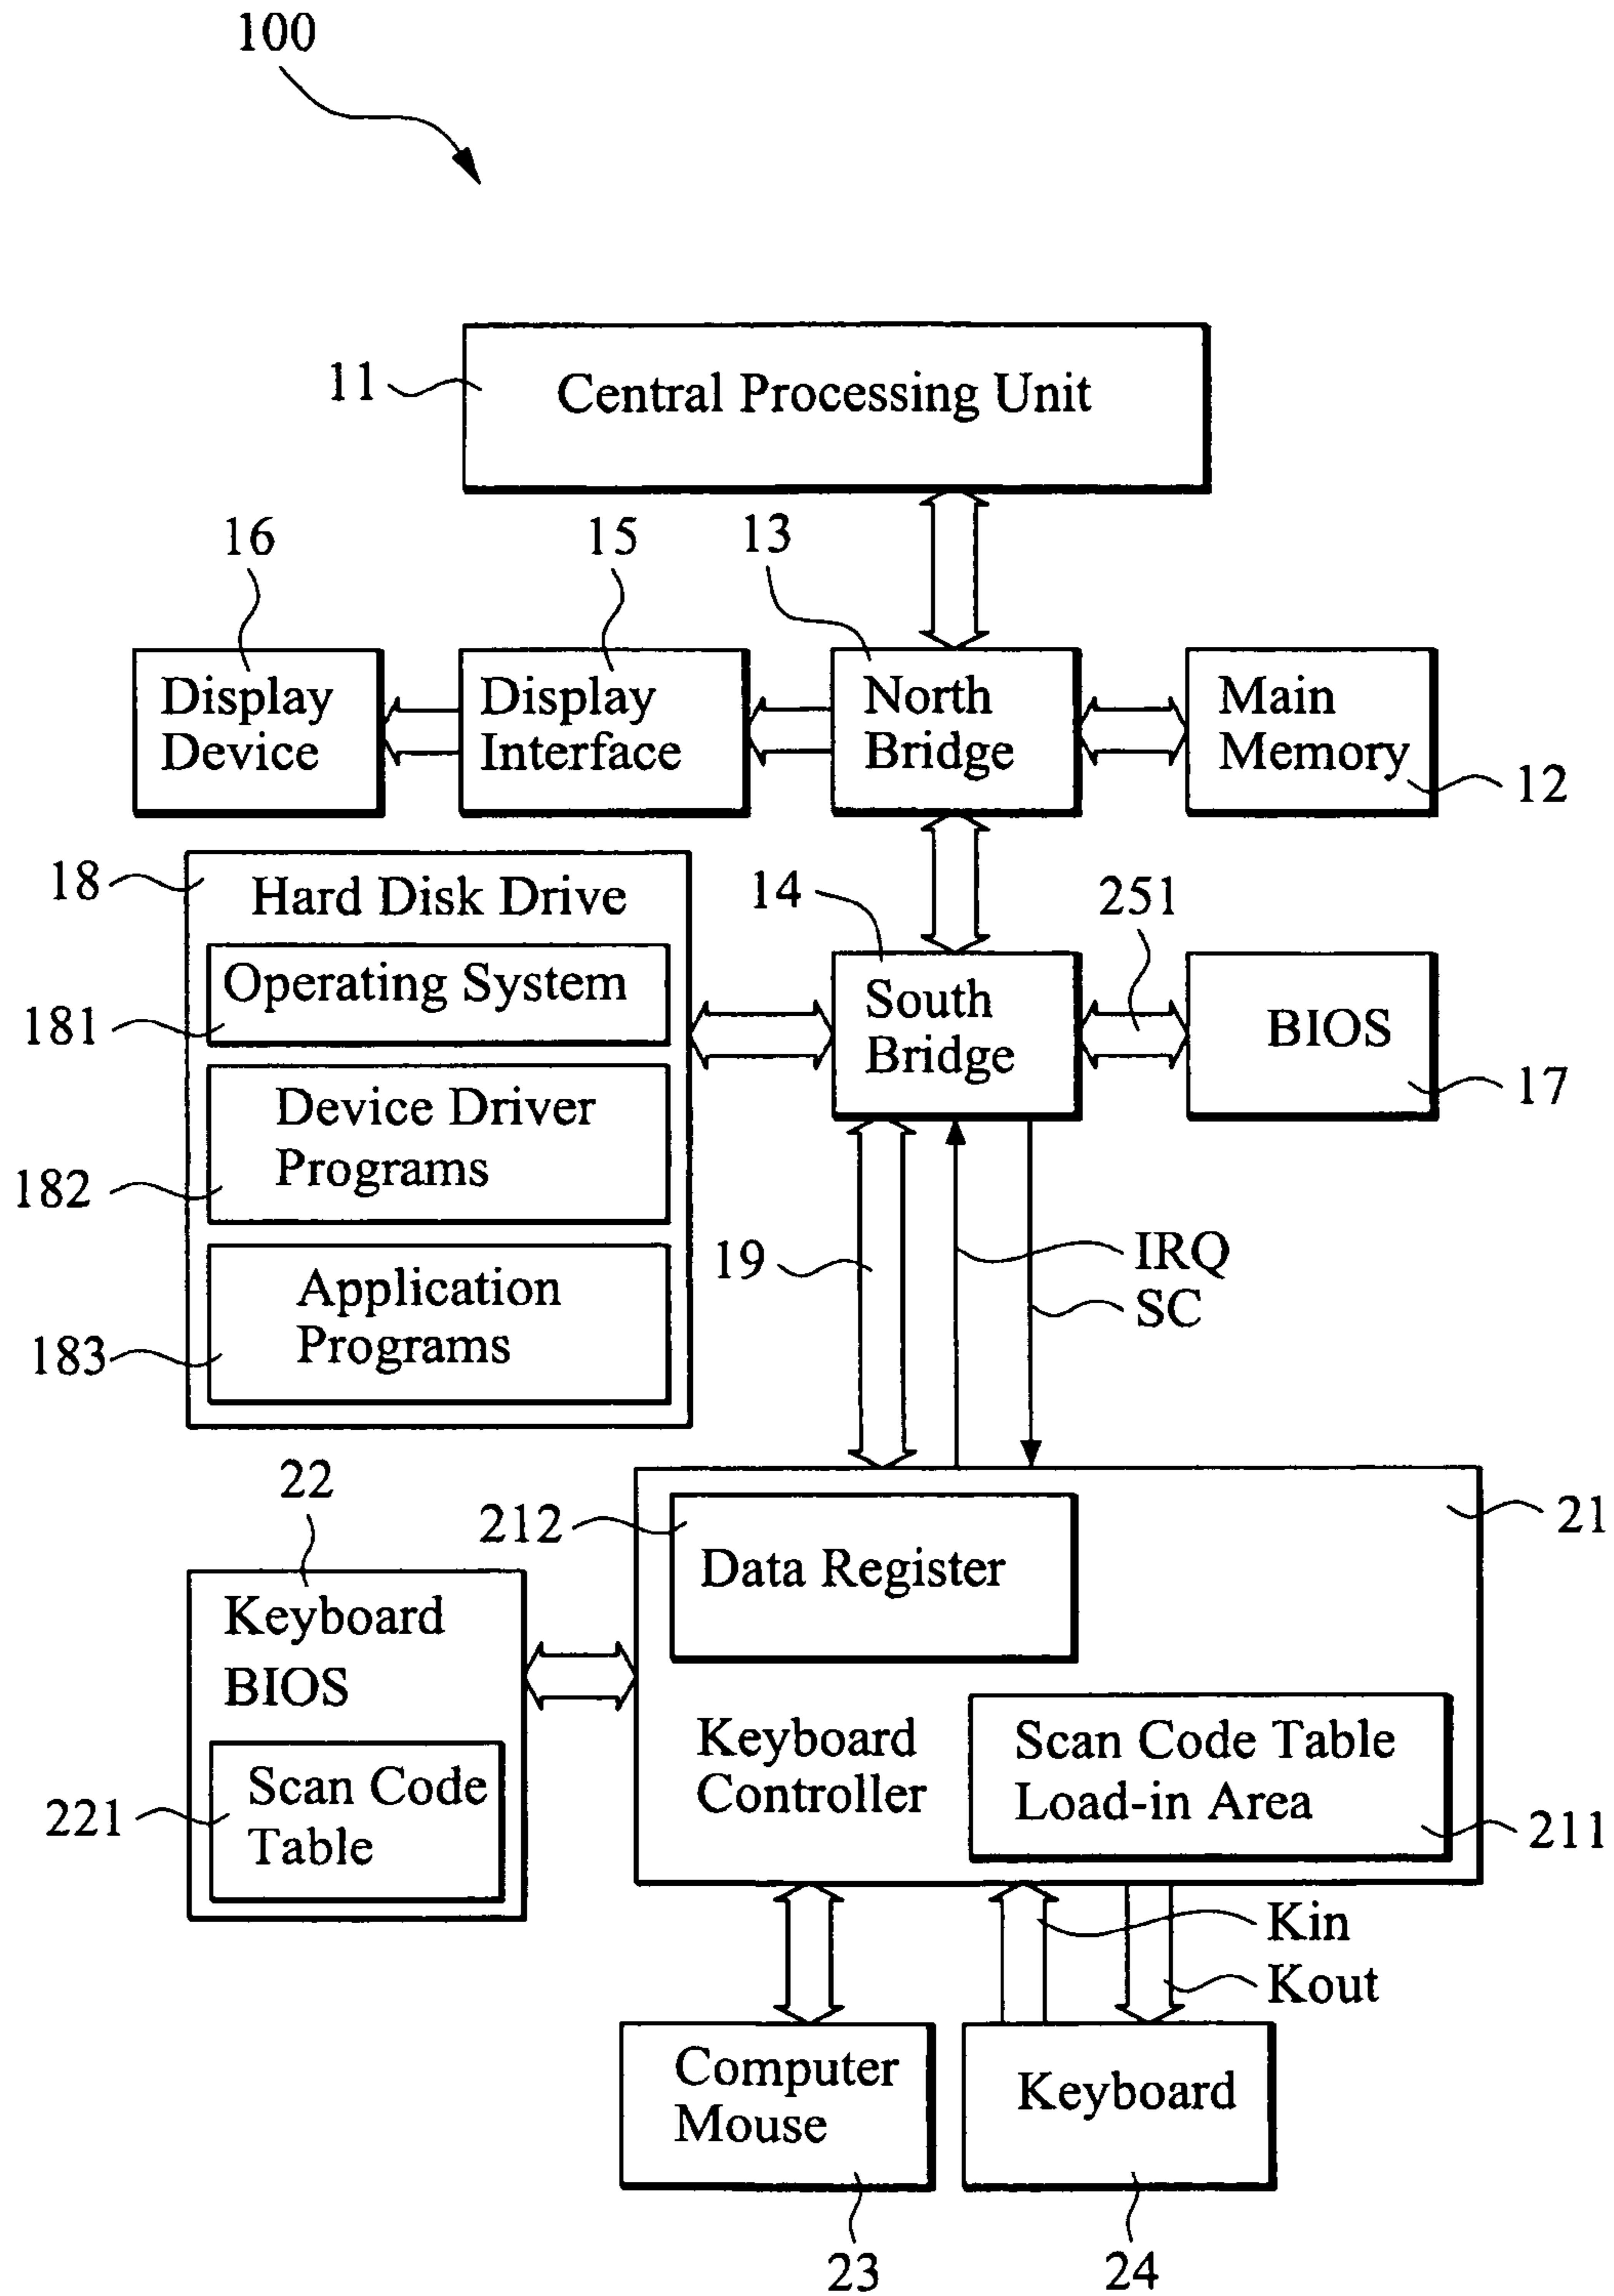 100
11
Central Processing Unit
16
15
13
Display
Device
Display
Interface
North
Bridge
Main
Memory
12
18
Hard Disk Drive
14
251
Operating System
181
South
Bridge
BIOS
17
Device Driver
Programs
182
19
IRQ
SC
Application
Programs
183
22
212
Data Register
21
Keyboard
BIOS
Keyboard
Controller
Scan Code Table
Load-in Area
211
Scan Code
Table
221
Kin
Kout
Computer
Mouse
Keyboard
23
24